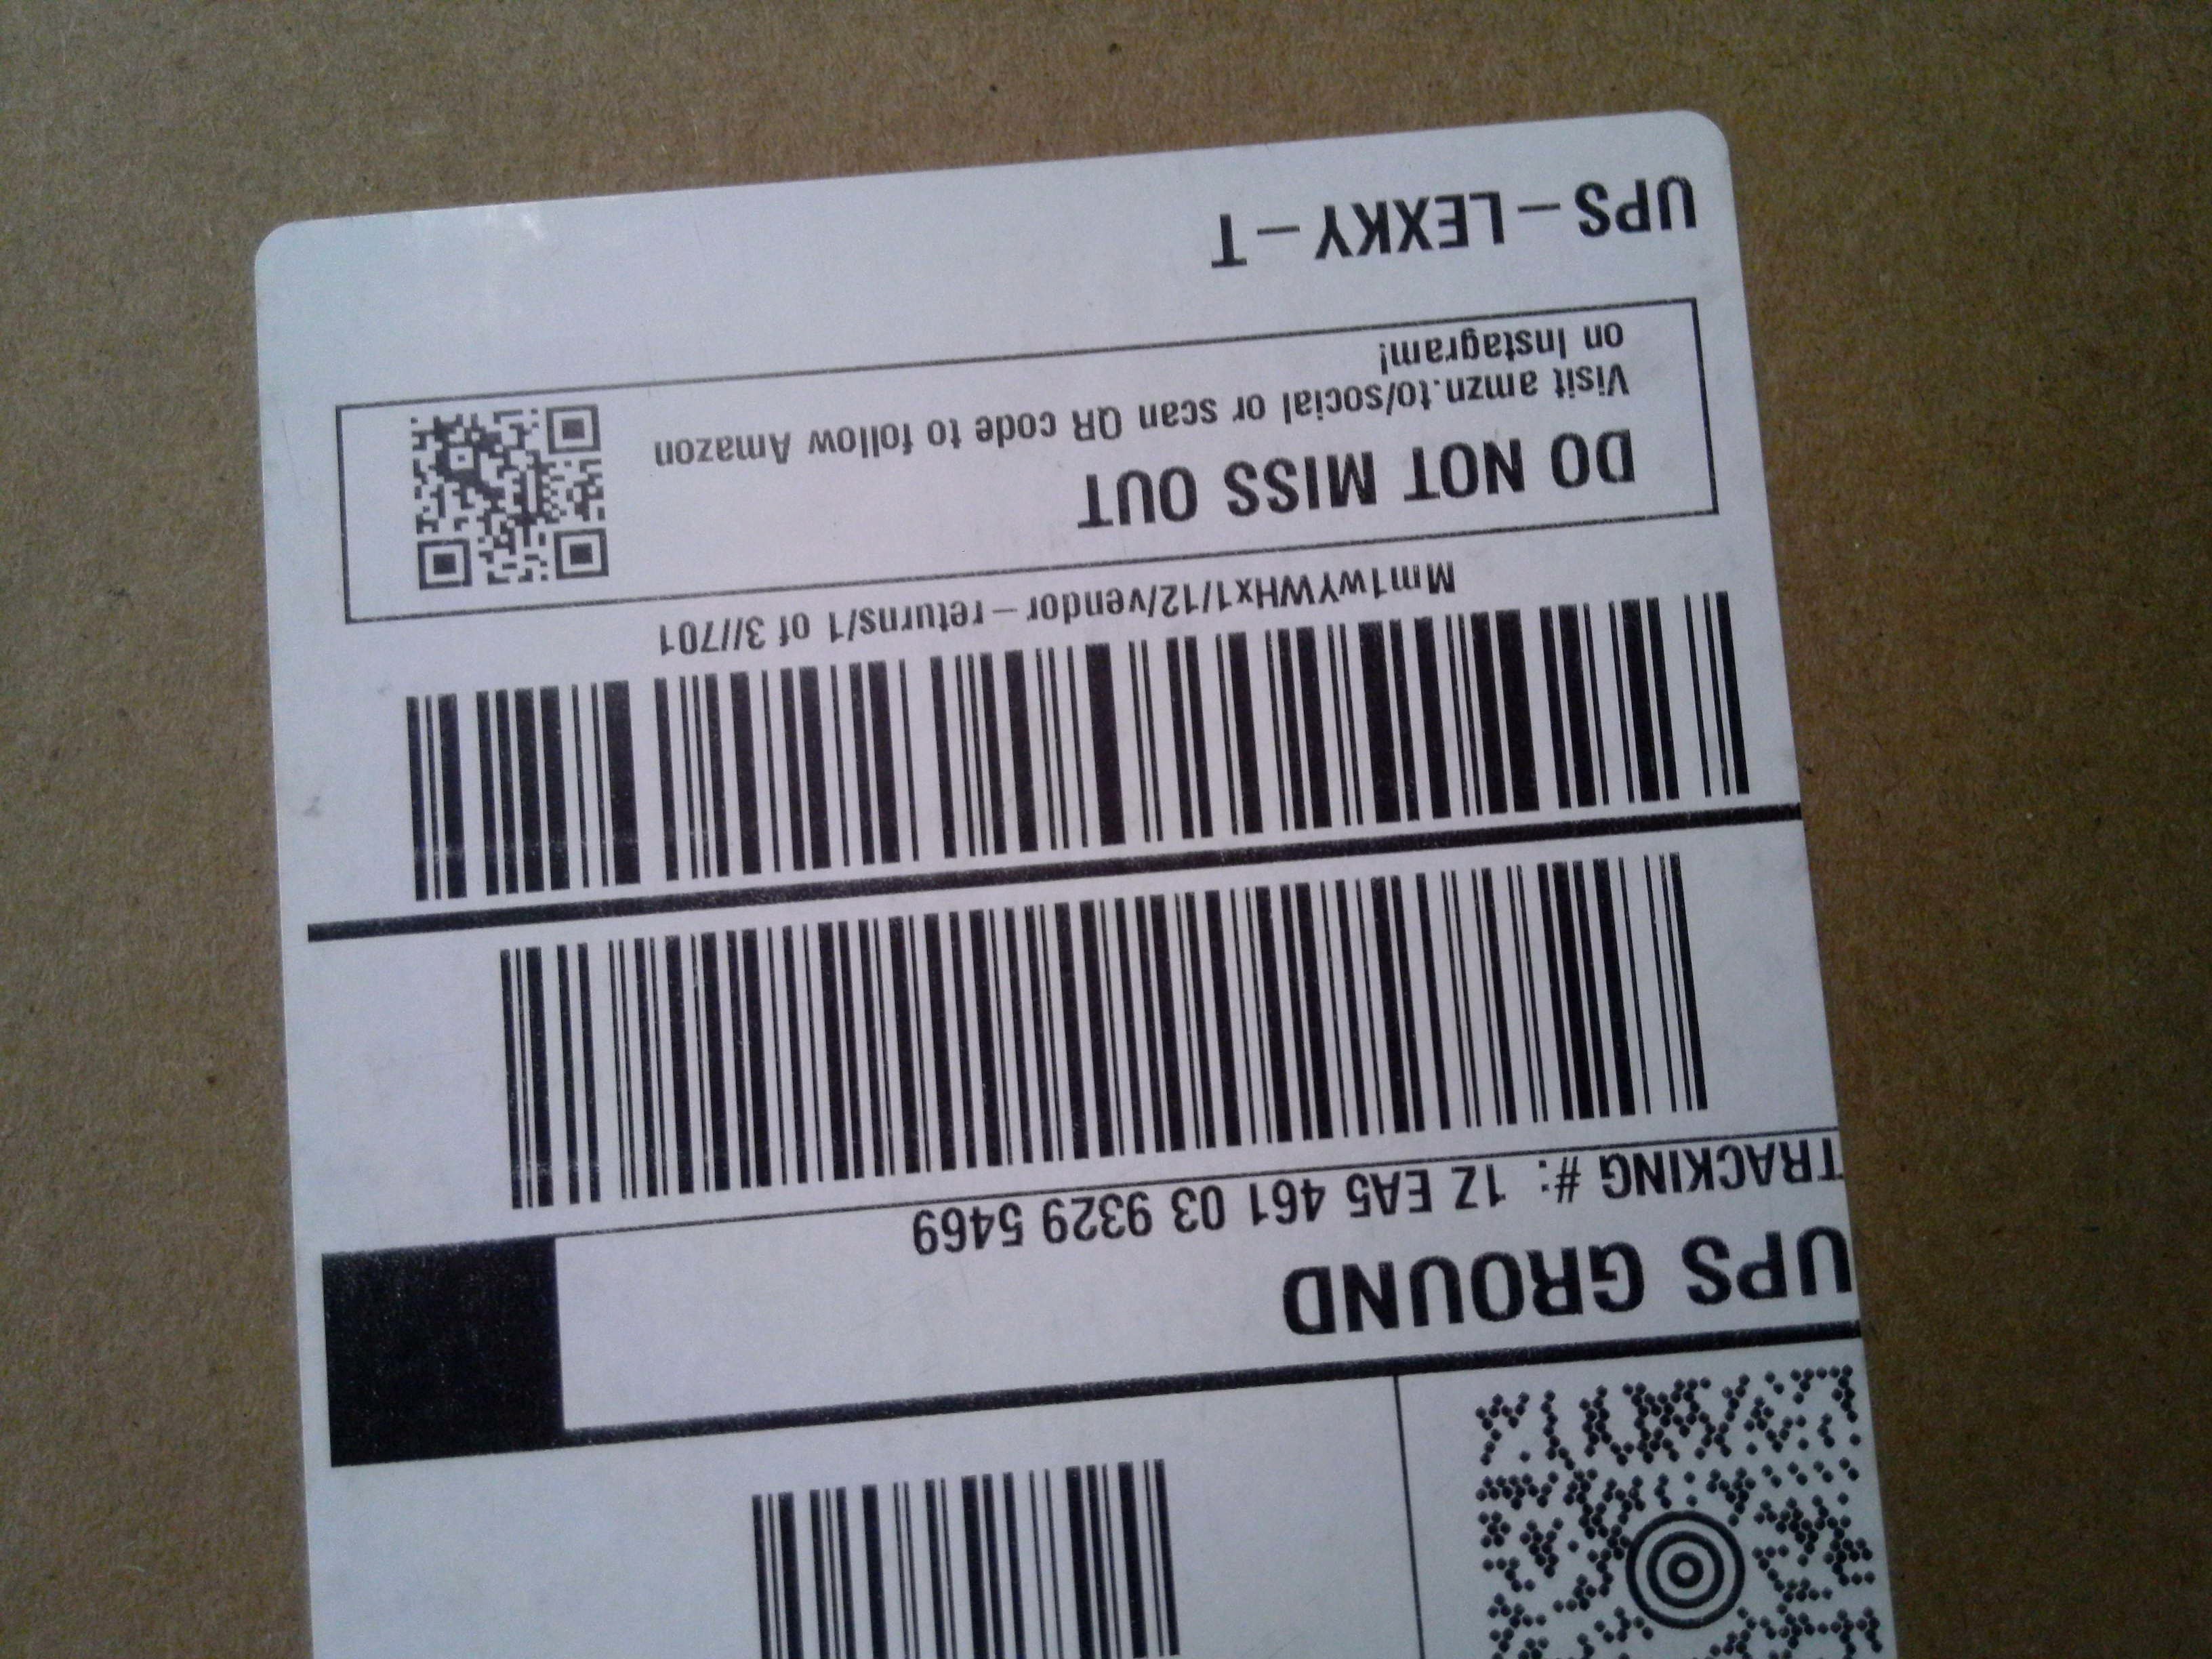 UPS GROUND
TRACKING #: 1Z EA5 461 03 9329 5469
Mm1wYWHx1/12/vendor-returns/1 of 3//701
DO NOT MISS OUT
Visit amzn.to/social or scan QR code to follow Amazon
on Instagram!
UPS-LEXKY-T